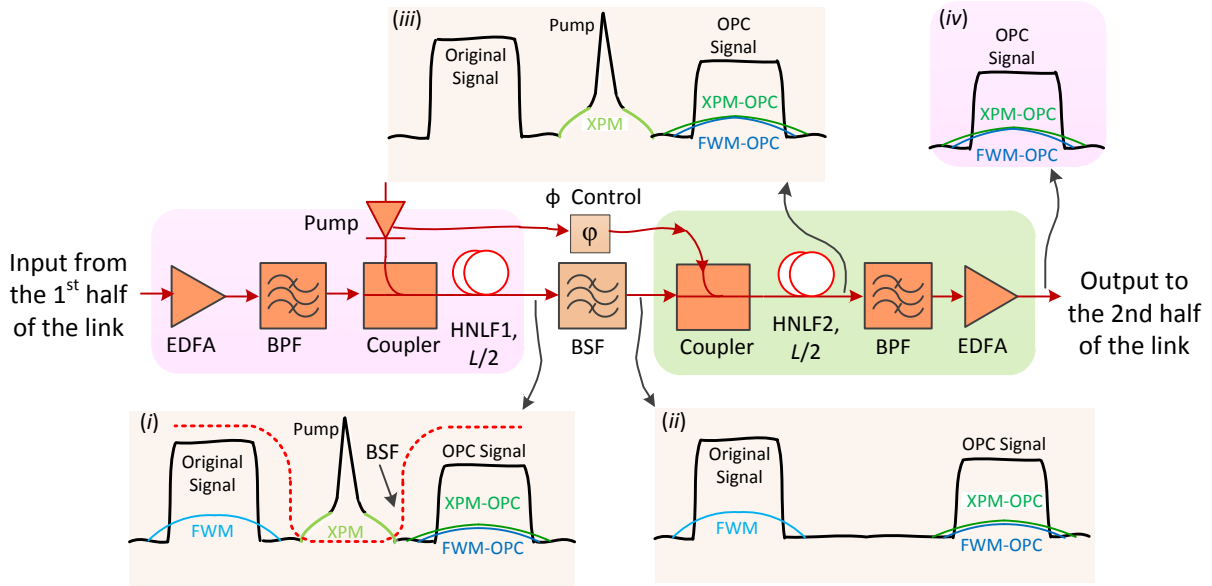 (iii)
Pump
Original
Signal
OPC
Signal
XPM
XPM-OPC
FWM-OPC
(iv)
OPC
Signal
XPM-OPC
FWM-OPC
Pump
ϕ Control
φ
Input from
the 1st half
of the link
EDFA
BPF
Coupler
HNLF1,
L/2
BSF
Coupler
HNLF2,
L/2
BPF
EDFA
Output to
the 2nd half
of the link
(i)
Original
Signal
FWM
Pump
XPM
BSF
OPC Signal
XPM-OPC
FWM-OPC
(ii)
Original
Signal
FWM
OPC Signal
XPM-OPC
FWM-OPC